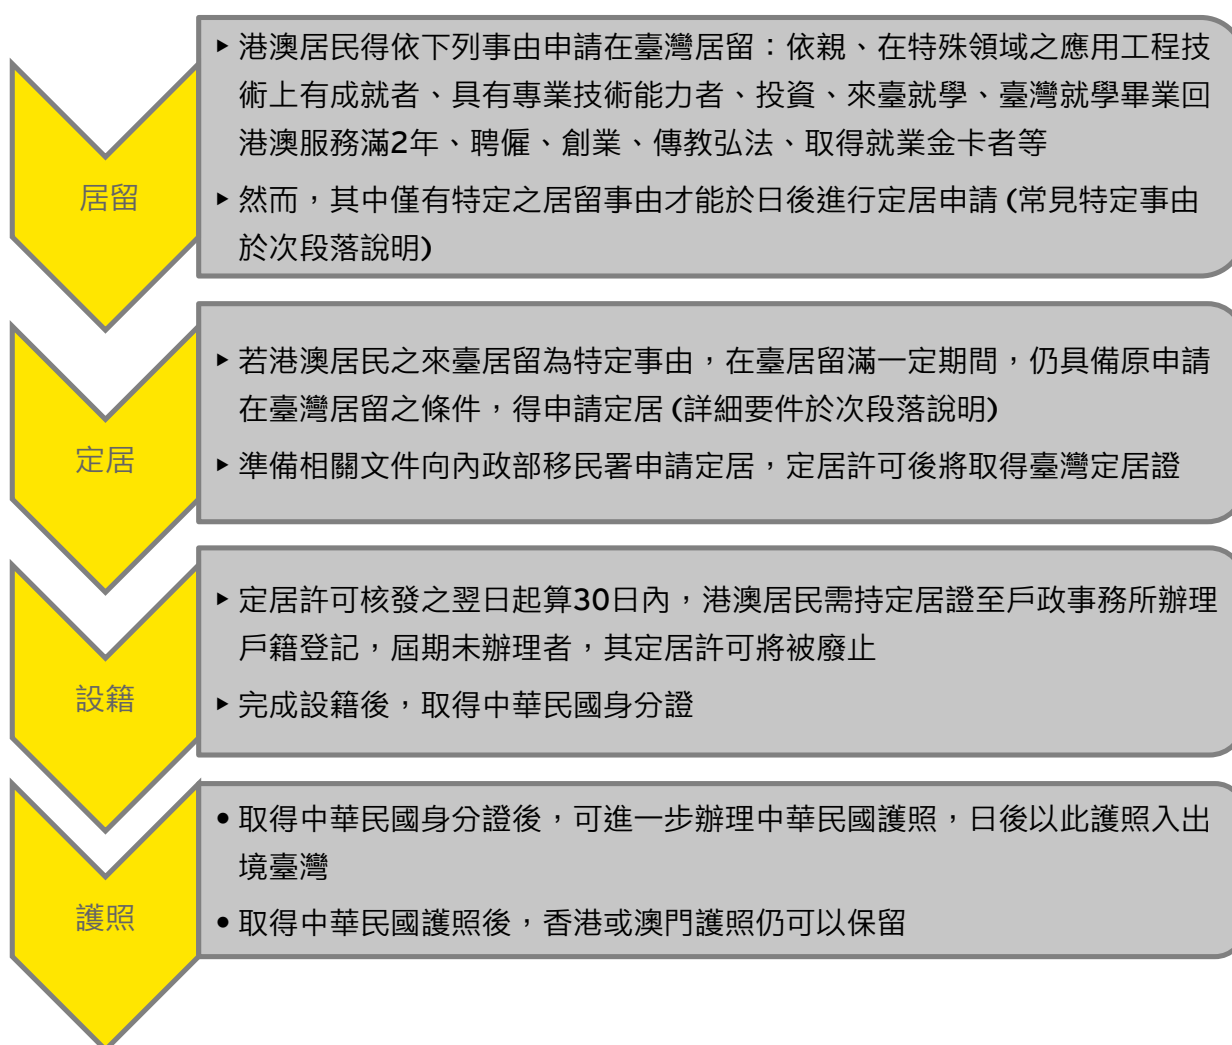 居留
▸ 港澳居民得依下列事由申請在臺灣居留：依親、在特殊領域之應用工程技
術上有成就者、具有專業技術能力者、投資、來臺就學、臺灣就學畢業回
港澳服務滿2年、聘僱、創業、傳教弘法、取得就業金卡者等
▸ 然而，其中僅有特定之居留事由才能於日後進行定居申請 (常見特定事由
於次段落說明)
定居
▸ 若港澳居民之來臺居留為特定事由，在臺居留滿一定期間，仍具備原申請
在臺灣居留之條件，得申請定居 (詳細要件於次段落說明)
▸ 準備相關文件向內政部移民署申請定居，定居許可後將取得臺灣定居證
設籍
▸ 定居許可核發之翌日起算30日內，港澳居民需持定居證至戶政事務所辦理
戶籍登記，屆期未辦理者，其定居許可將被廢止
▸ 完成設籍後，取得中華民國身分證
護照
• 取得中華民國身分證後，可進一步辦理中華民國護照，日後以此護照入出
境臺灣
• 取得中華民國護照後，香港或澳門護照仍可以保留